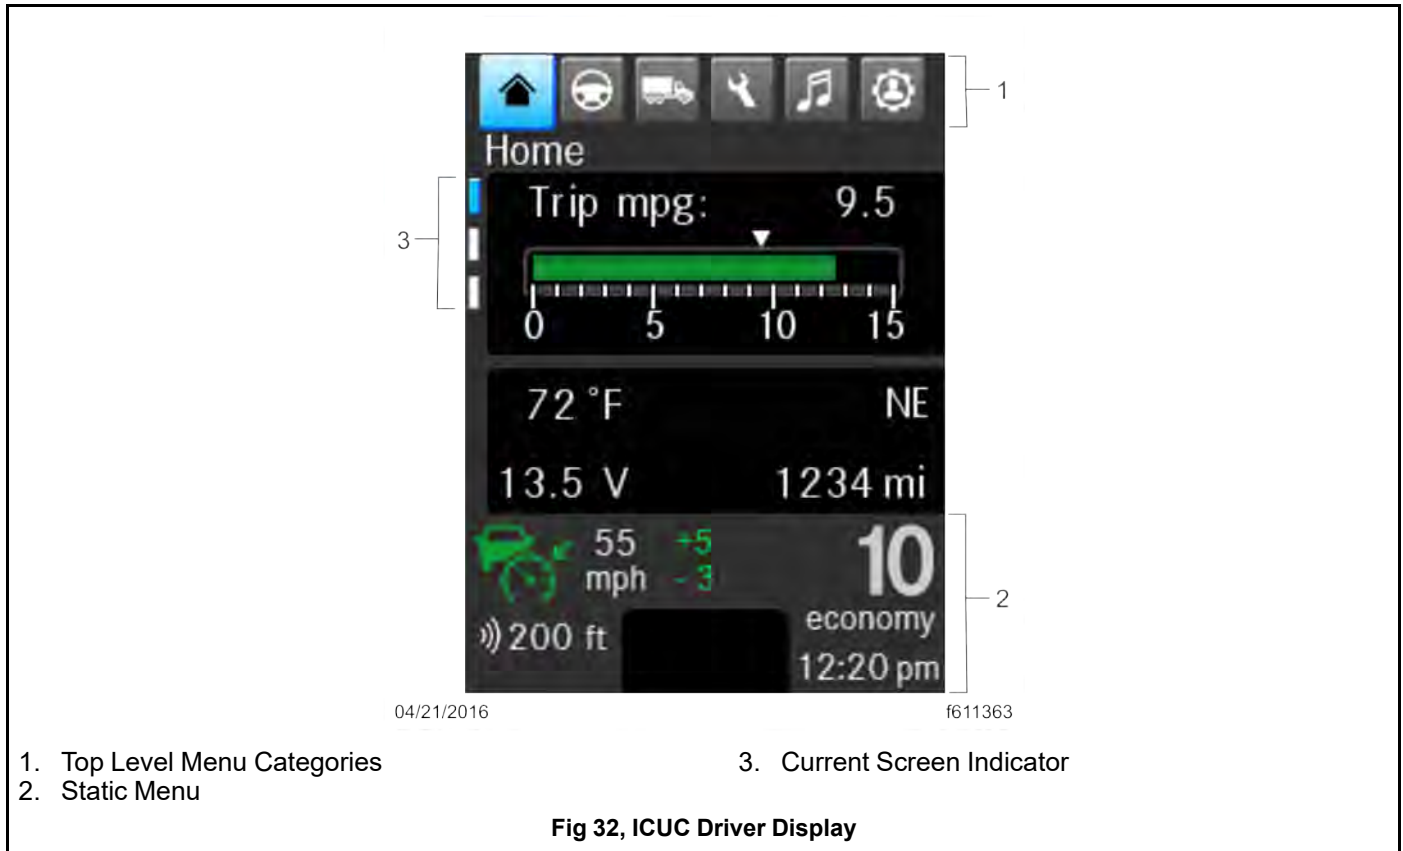 1
Home
3
Trip mpg: 9.5
0 5 10 15
72 °F NE
13.5 V 1234 mi
55 +5 10
mph - 3
2
economy
200 ft
12:20 pm
04/21/2016 f611363
1. Top Level Menu Categories
2. Static Menu
3. Current Screen Indicator
Fig 32, ICUC Driver Display